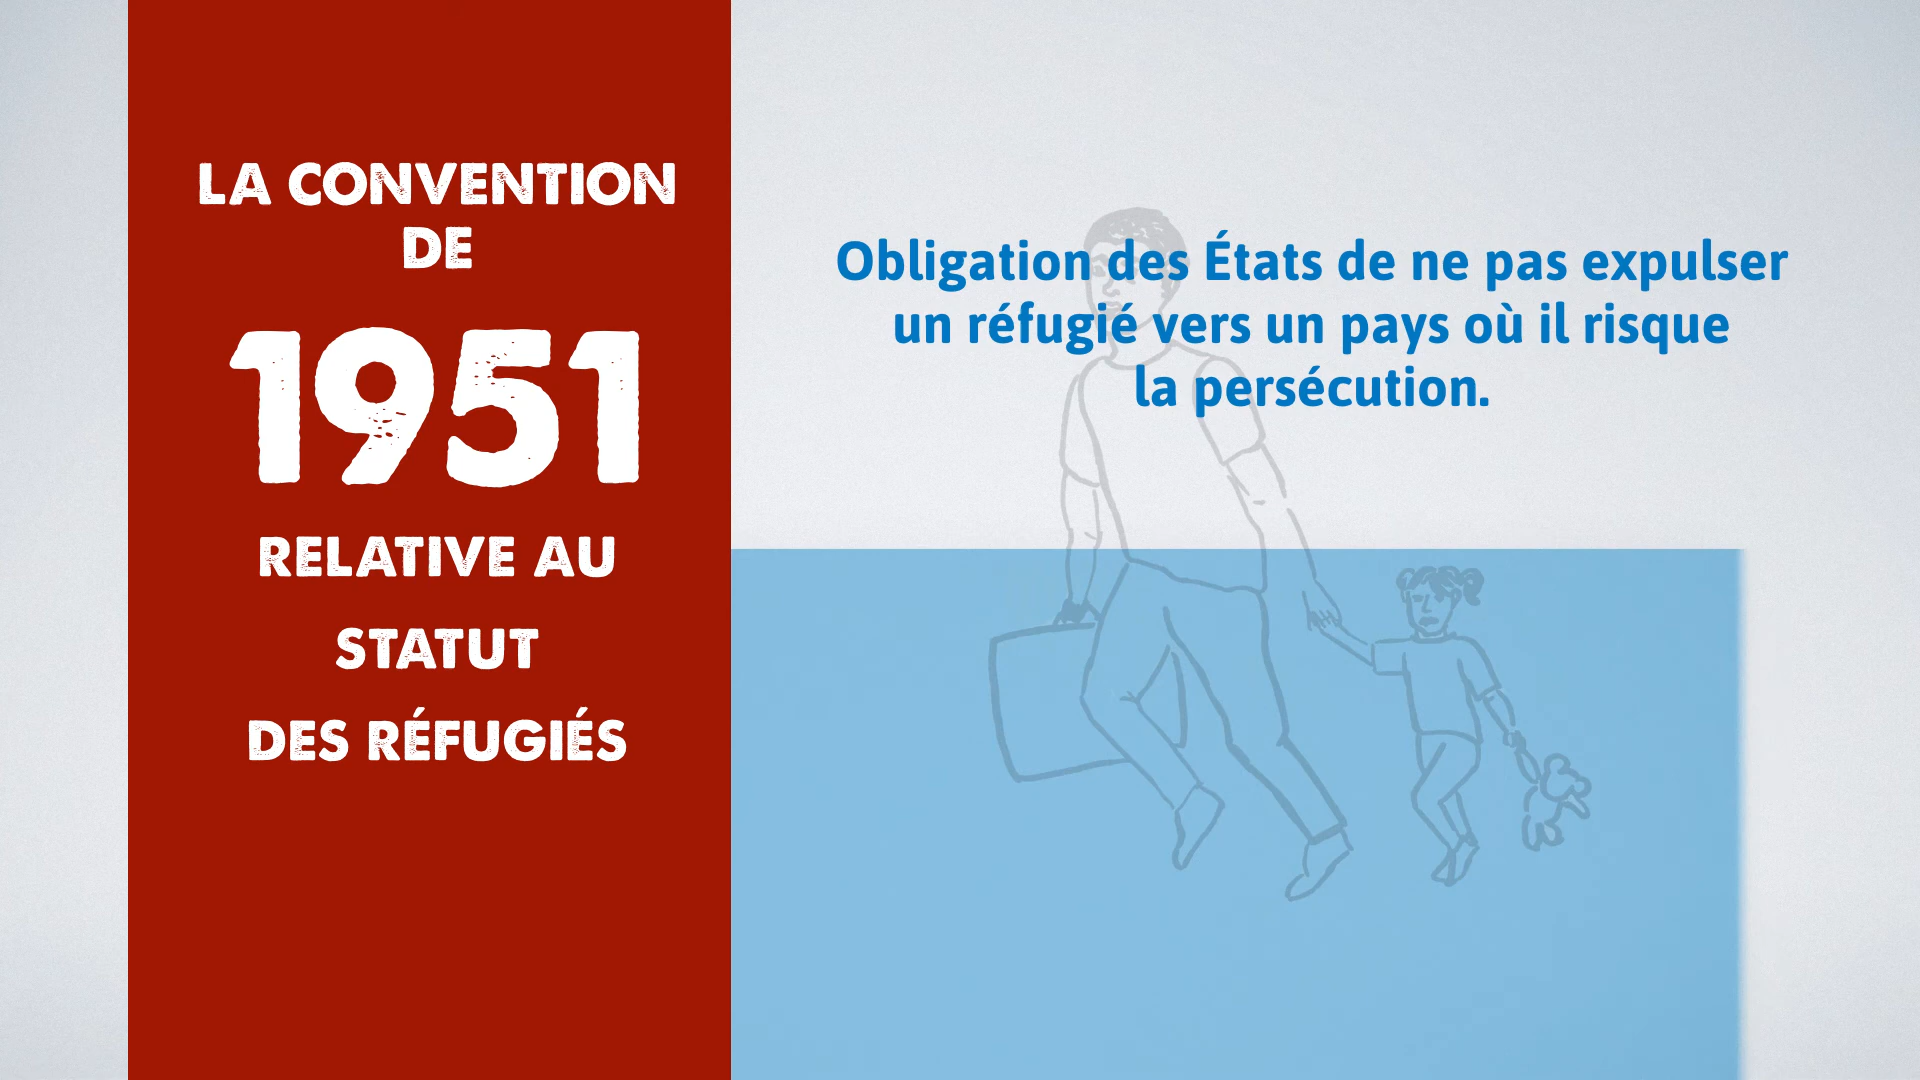 LA CONVENTION
DE
1951
RELATIVE AU
STATUT
DES RÉFUGIÉS
Obligation des États de ne pas expulser
un réfugié vers un pays où il risque
la persécution.